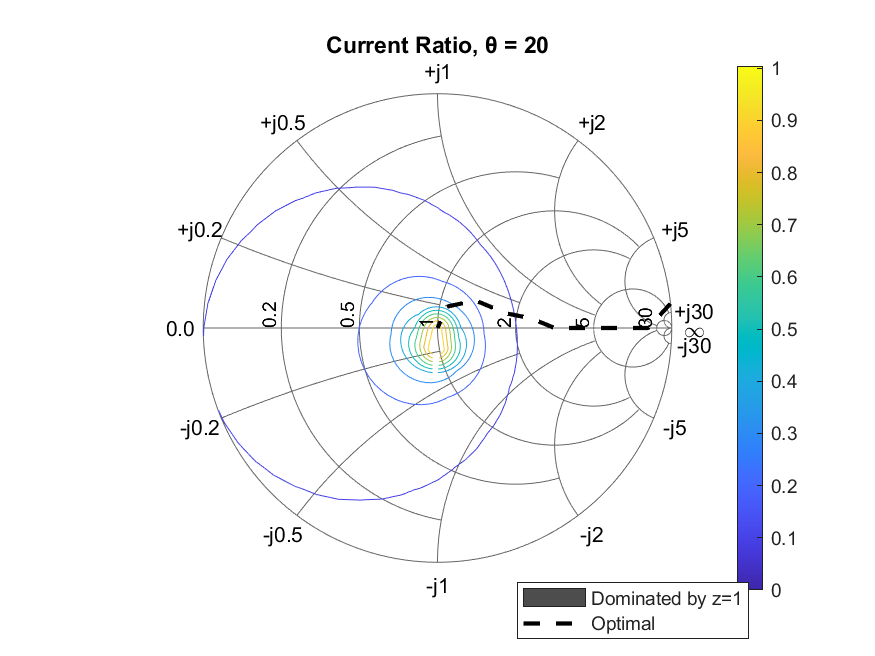 Current Ratio, θ = 20
+j1
+j0.5
+j2
+j0.2
+j5
0.0
0.2
0.5
1
2
5
30
+j30
∞
-j30
-j0.2
-j5
-j0.5
-j2
-j1
1
0.9
0.8
0.7
0.6
0.5
0.4
0.3
0.2
0.1
0
Dominated by z=1
Optimal